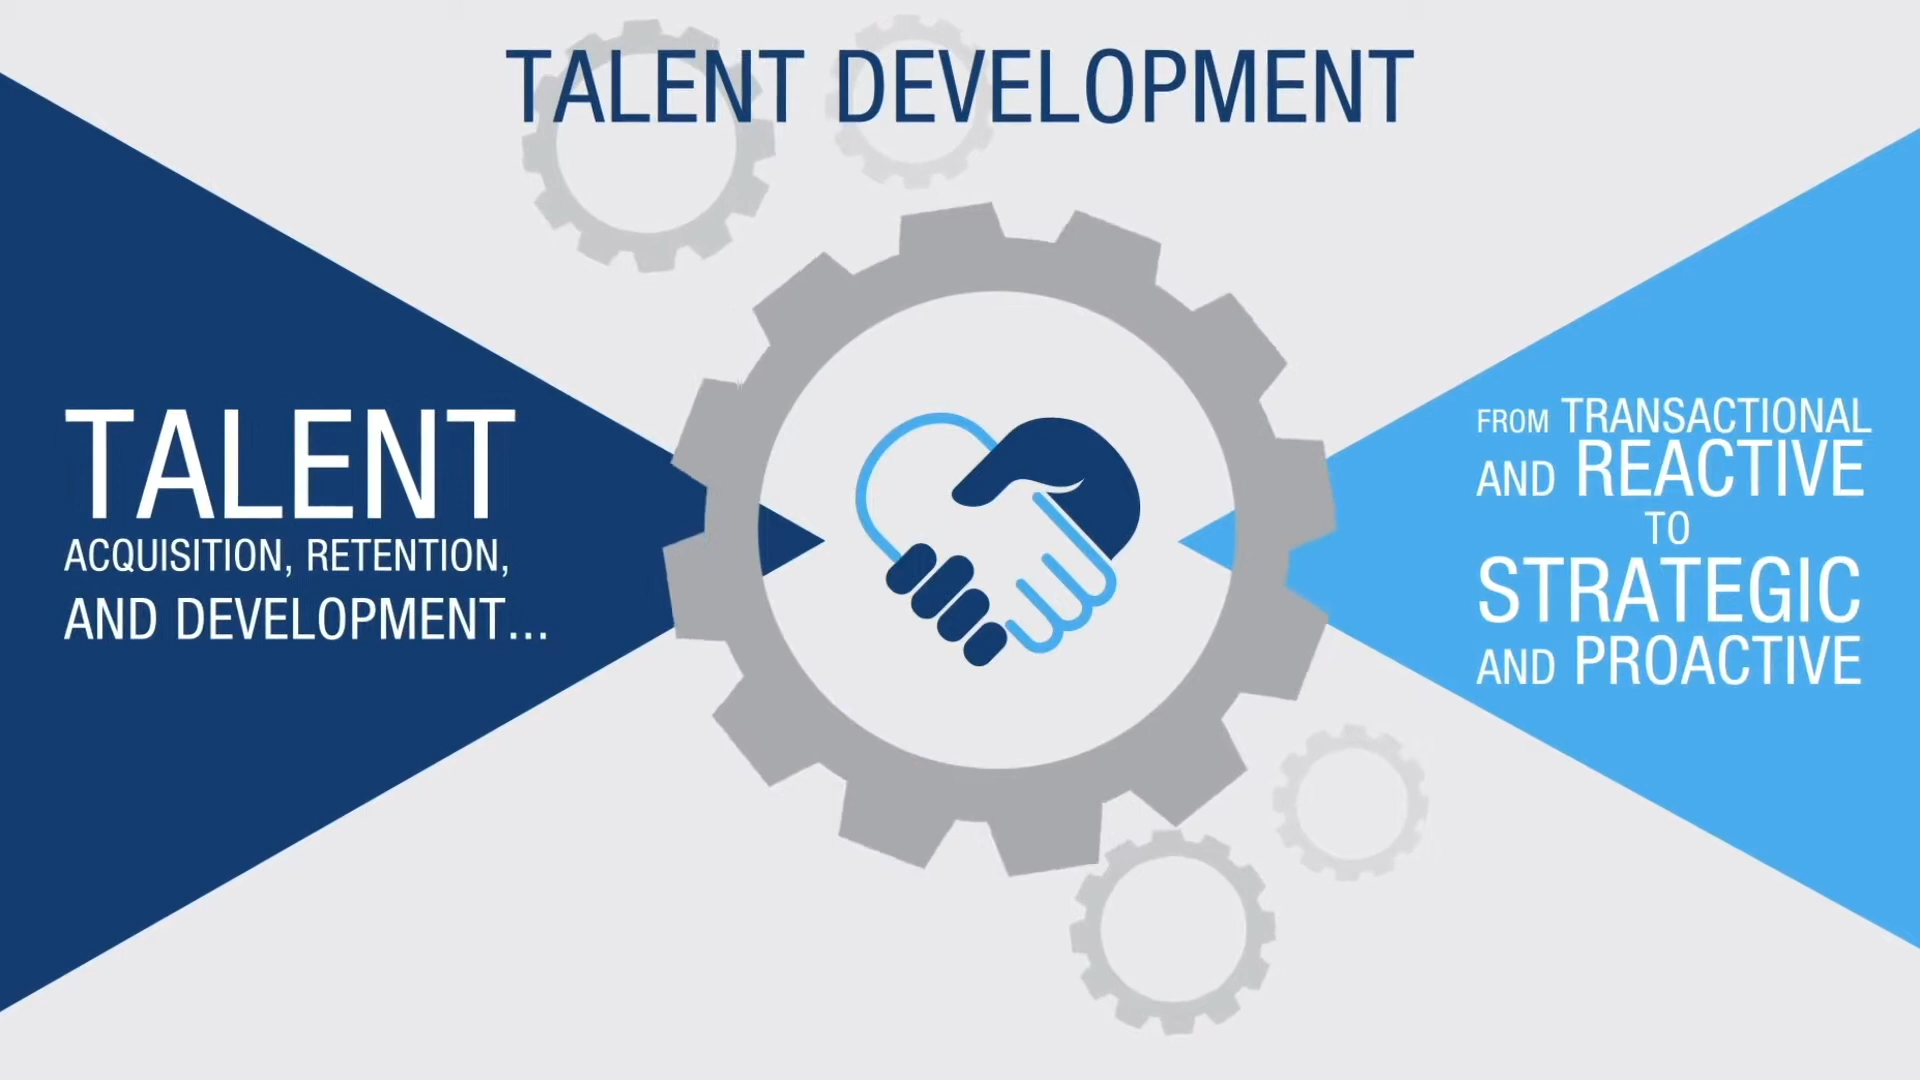 TALENT DEVELOPMENT
TALENT
ACQUISITION, RETENTION,
AND DEVELOPMENT...
FROM TRANSACTIONAL
AND REACTIVE
TO
STRATEGIC
AND PROACTIVE